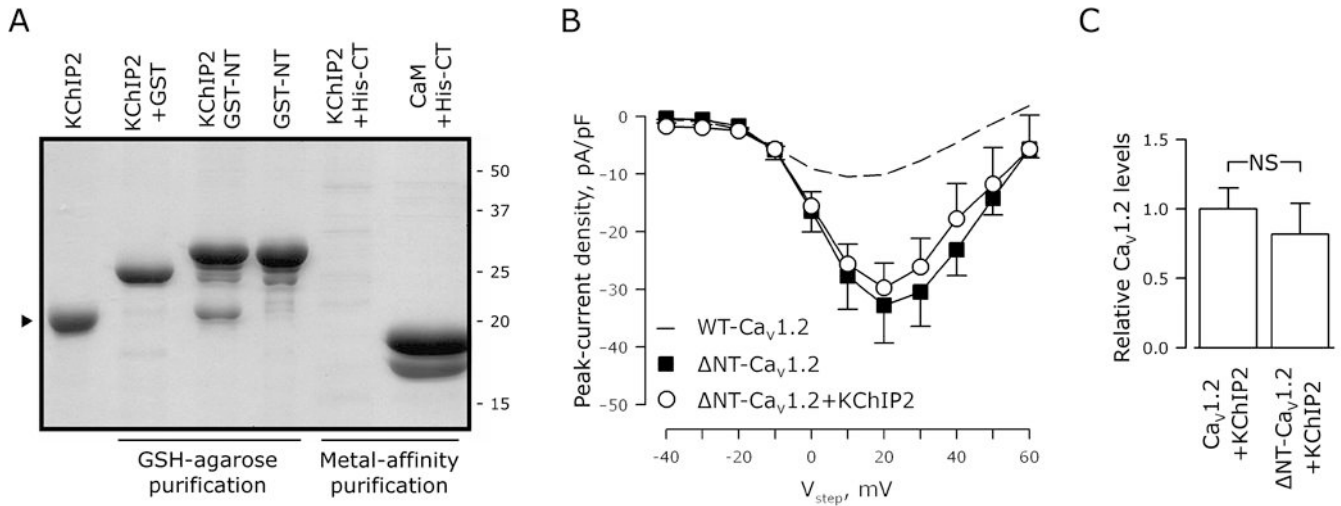 A
KChIP2
KChIP2
+GST
KChIP2
GST-NT
GST-NT
KChIP2
+His-CT
CaM
+His-CT
- 50
- 37
- 25
- 20
- 15
GSH-agarose
purification
Metal-affinity
purification
B
Peak-current density, pA/pF
0
-10
-20
-30
-40
-50
WT-Cav1.2
ΔNT-Cav1.2
ΔNT-Cav1.2+KChIP2
-40
-20
0
20
40
60
Vstep, mV
C
Relative Cav1.2 levels
1.5
1.0
0.5
0.0
NS
Cav1.2
+KChIP2
ΔNT-Cav1.2
+KChIP2